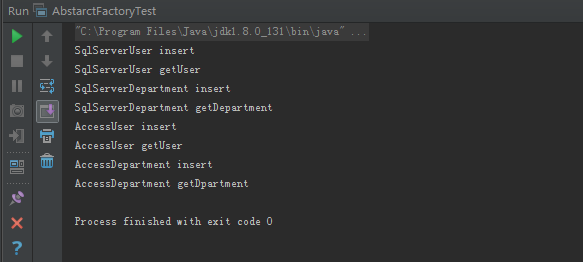 Run AbstarctFactoryTest
"C:\Program Files\Java\jdk1.8.0_131\bin\java" ...
SqlServerUser insert
SqlServerUser getUser
SqlServerDepartment insert
SqlServerDepartment getDepartment
AccessUser insert
AccessUser getUser
AccessDepartment insert
AccessDepartment getDpartment
Process finished with exit code 0